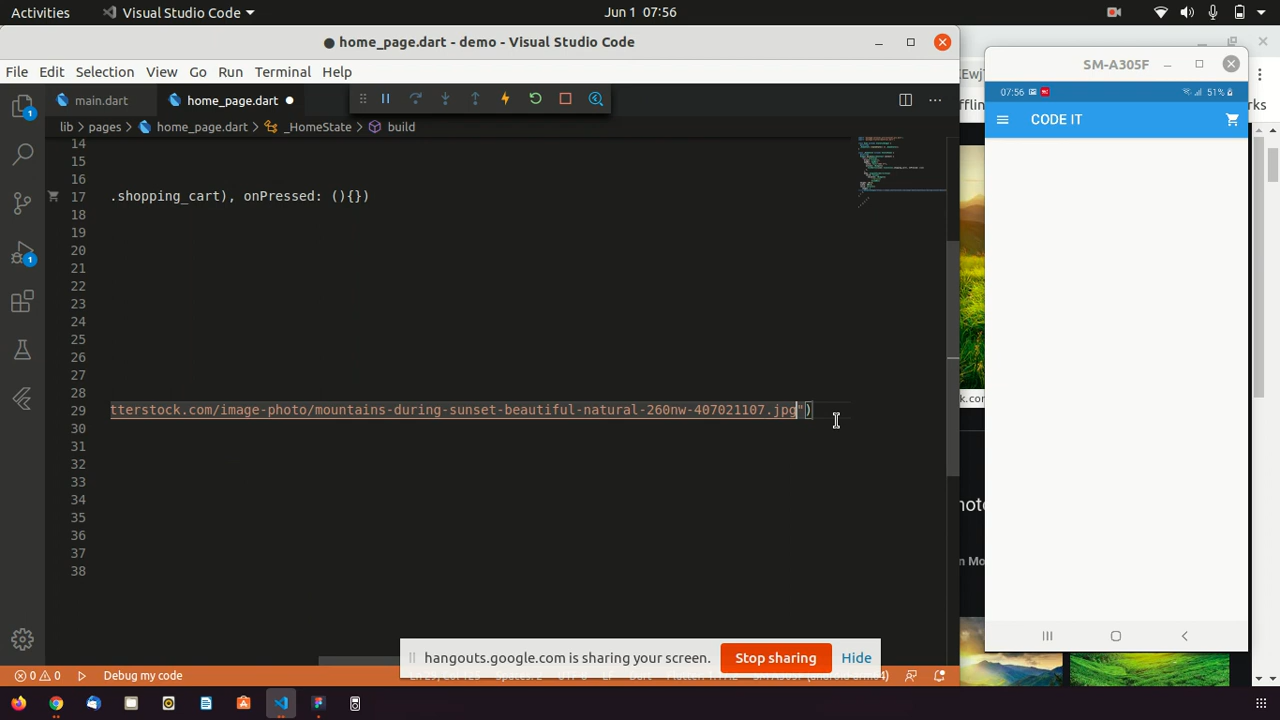 Activities
Visual Studio Code
Jun 1 07:56
home_page.dart - demo - Visual Studio Code
File Edit Selection View Go Run Terminal Help
main.dart
home_page.dart
lib > pages > home_page.dart > _HomeState > build
14
15
16
17 .shopping_cart), onPressed: (){})
18
19
20
21
22
23
24
25
26
27
28
29 tterstock.com/image-photo/mountains-during-sunset-beautiful-natural-260nw-407021107.jpg")
30
31
32
33
34
35
36
37
38
1
1
hangouts.google.com is sharing your screen.
Stop sharing
Hide
0 0
Debug my code
SM-A305F
07:56
51%
CODE IT